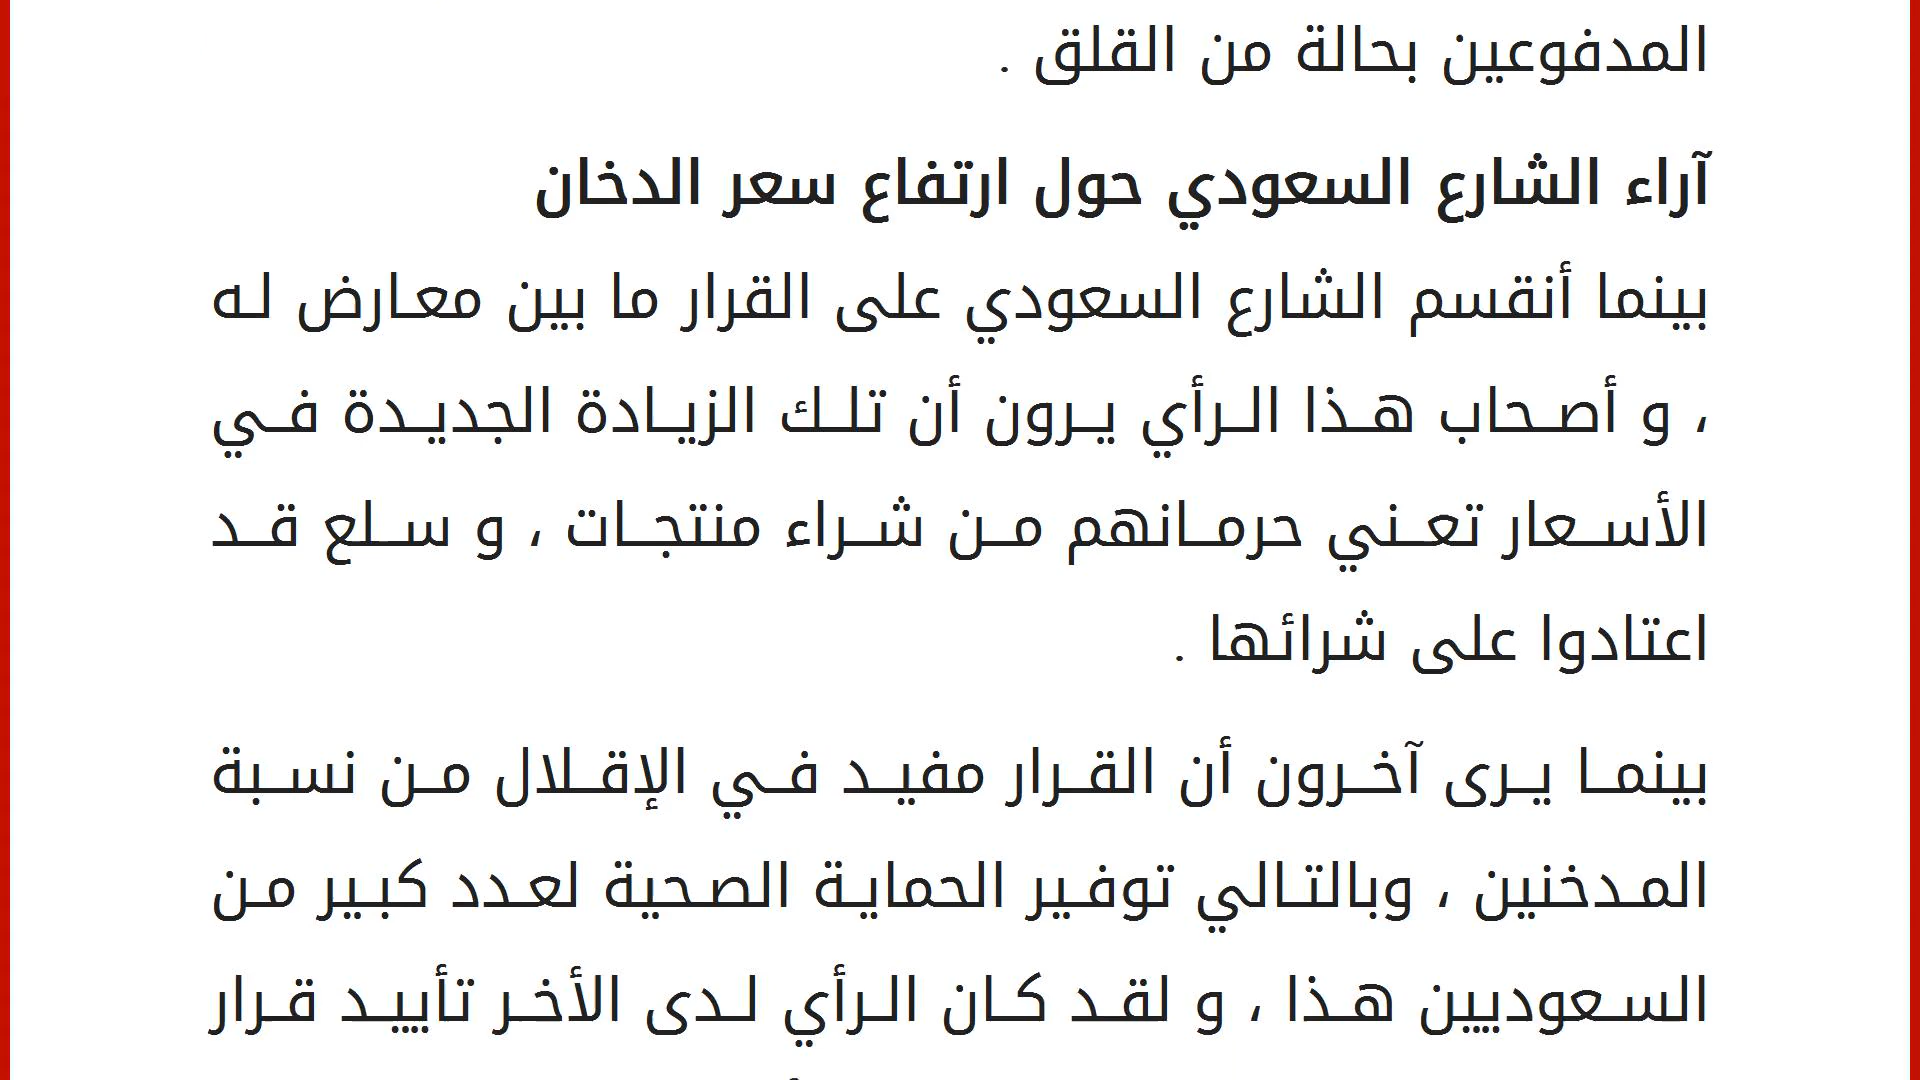 المدفوعين بحالة من القلق .
آراء الشارع السعودي حول ارتفاع سعر الدخان
بينما أنقسم الشارع السعودي على القرار ما بين معارض له
، و أصحاب هذا الرأي يرون أن تلك الزيادة الجديدة في
الأسعار تعني حرمانهم من شراء منتجات ، و سلع قد
اعتادوا على شرائها .
بينما يرى آخرون أن القرار مفيد في الإقلال من نسبة
المدخنين ، وبالتالي توفير الحماية الصحية لعدد كبير من
السعوديين هذا ، و لقد كان الرأي لدى الأخر تأييد قرار